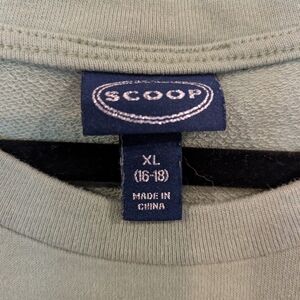 SCOOP
XL
(16-18)
MADE IN
CHINA